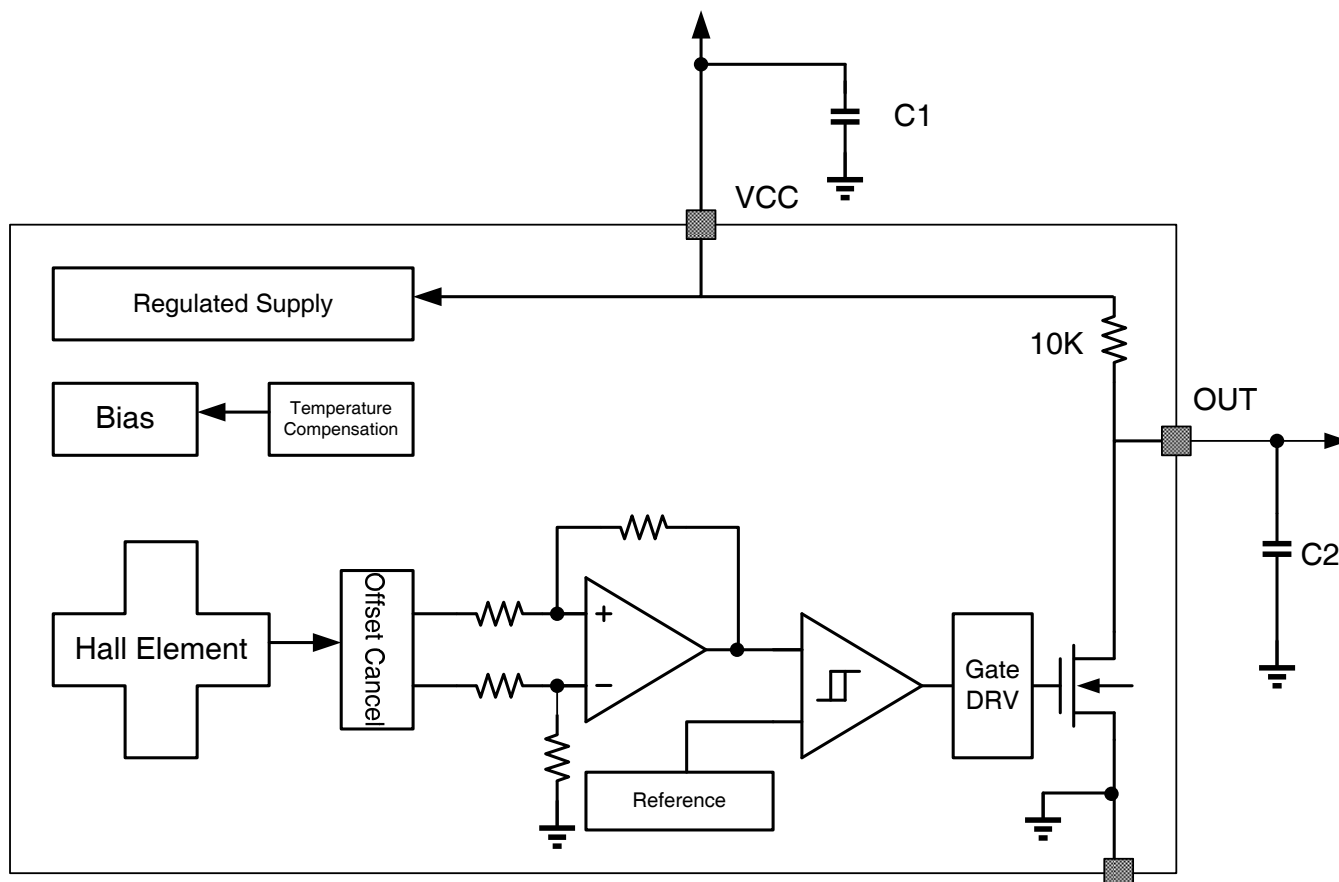 C1
VCC
Regulated Supply
10K
Bias
Temperature
Compensation
OUT
Hall Element
Offset Cancel
+
−
Gate
DRV
C2
Reference